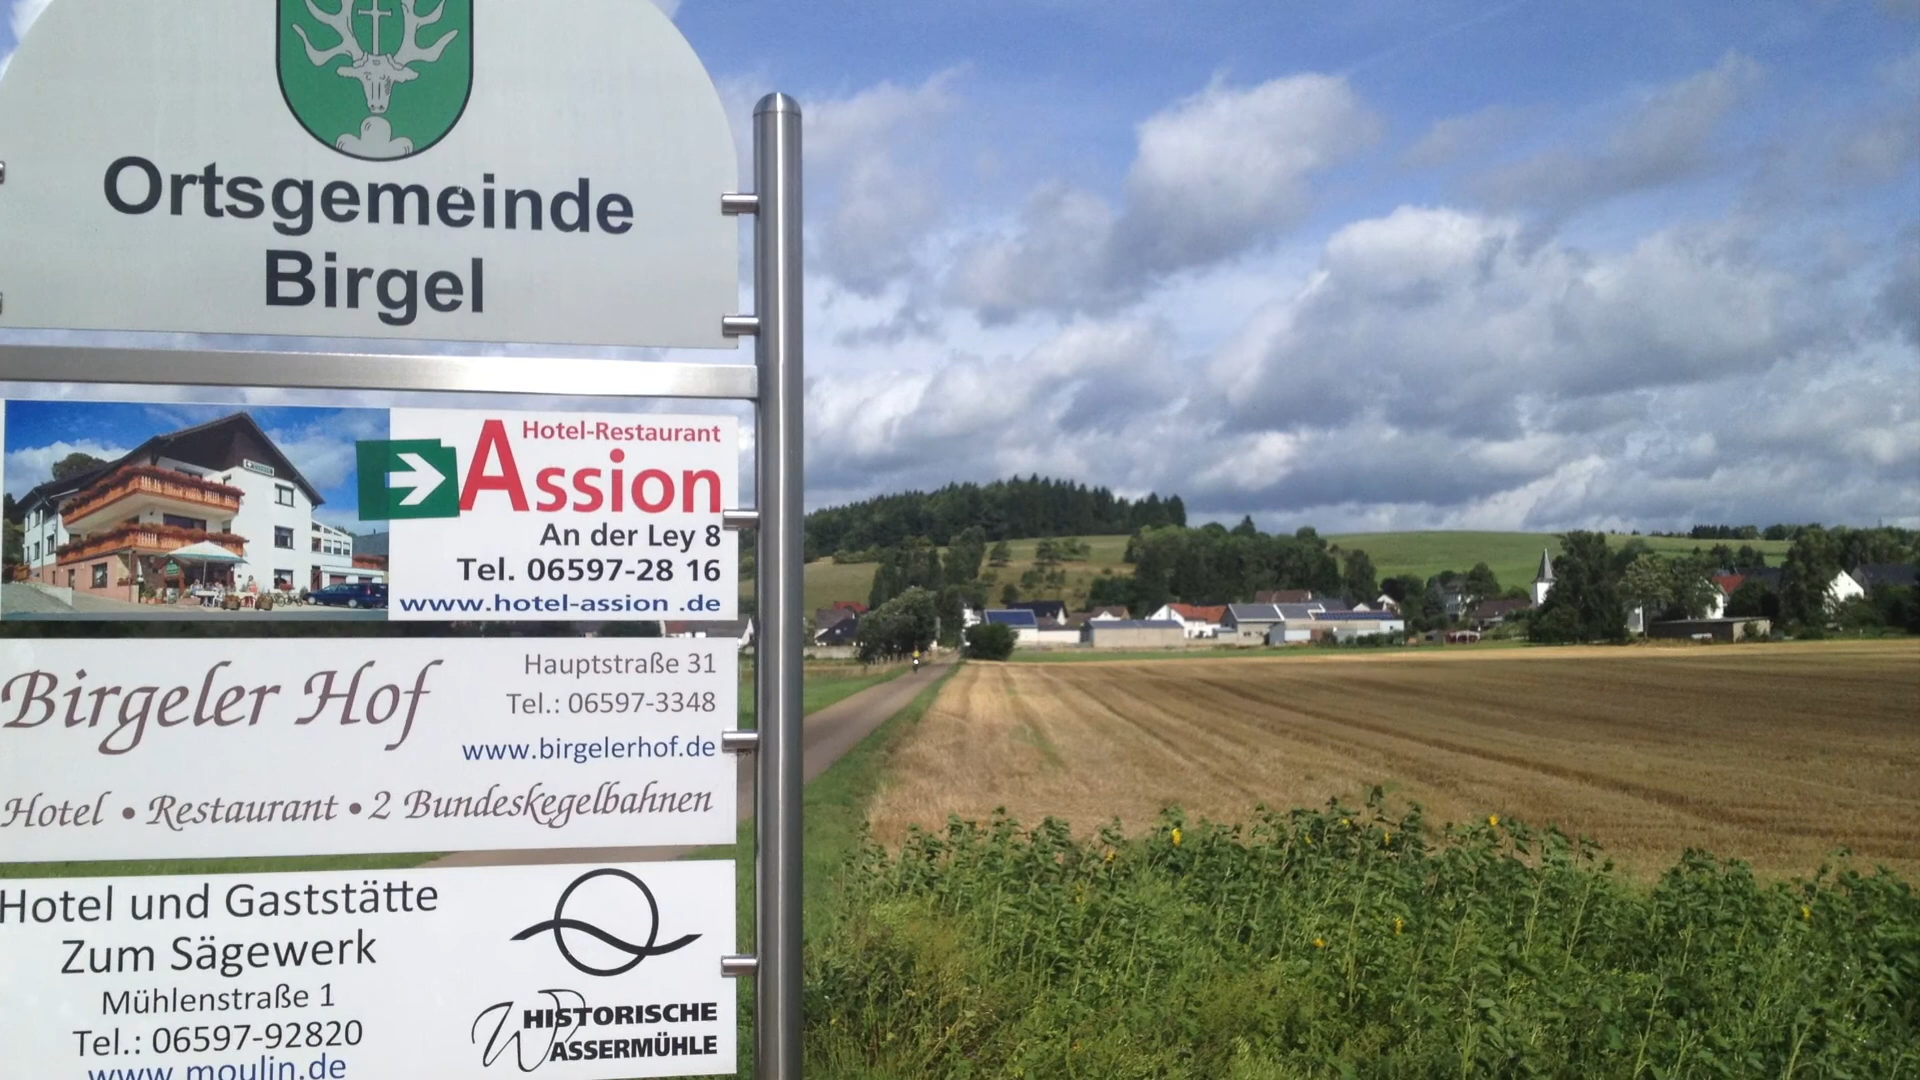 Ortsgemeinde
Birgel
Hotel-Restaurant
Assion
An der Ley 8
Tel. 06597-28 16
www.hotel-assion .de
Birgeler Hof
Hauptstraße 31
Tel.: 06597-3348
www.birgelerhof.de
Hotel • Restaurant • 2 Bundeskegelbahnen
Hotel und Gaststätte
Zum Sägewerk
Mühlenstraße 1
Tel.: 06597-92820
www.moulin.de
HISTORISCHE
WASSERMÜHLE